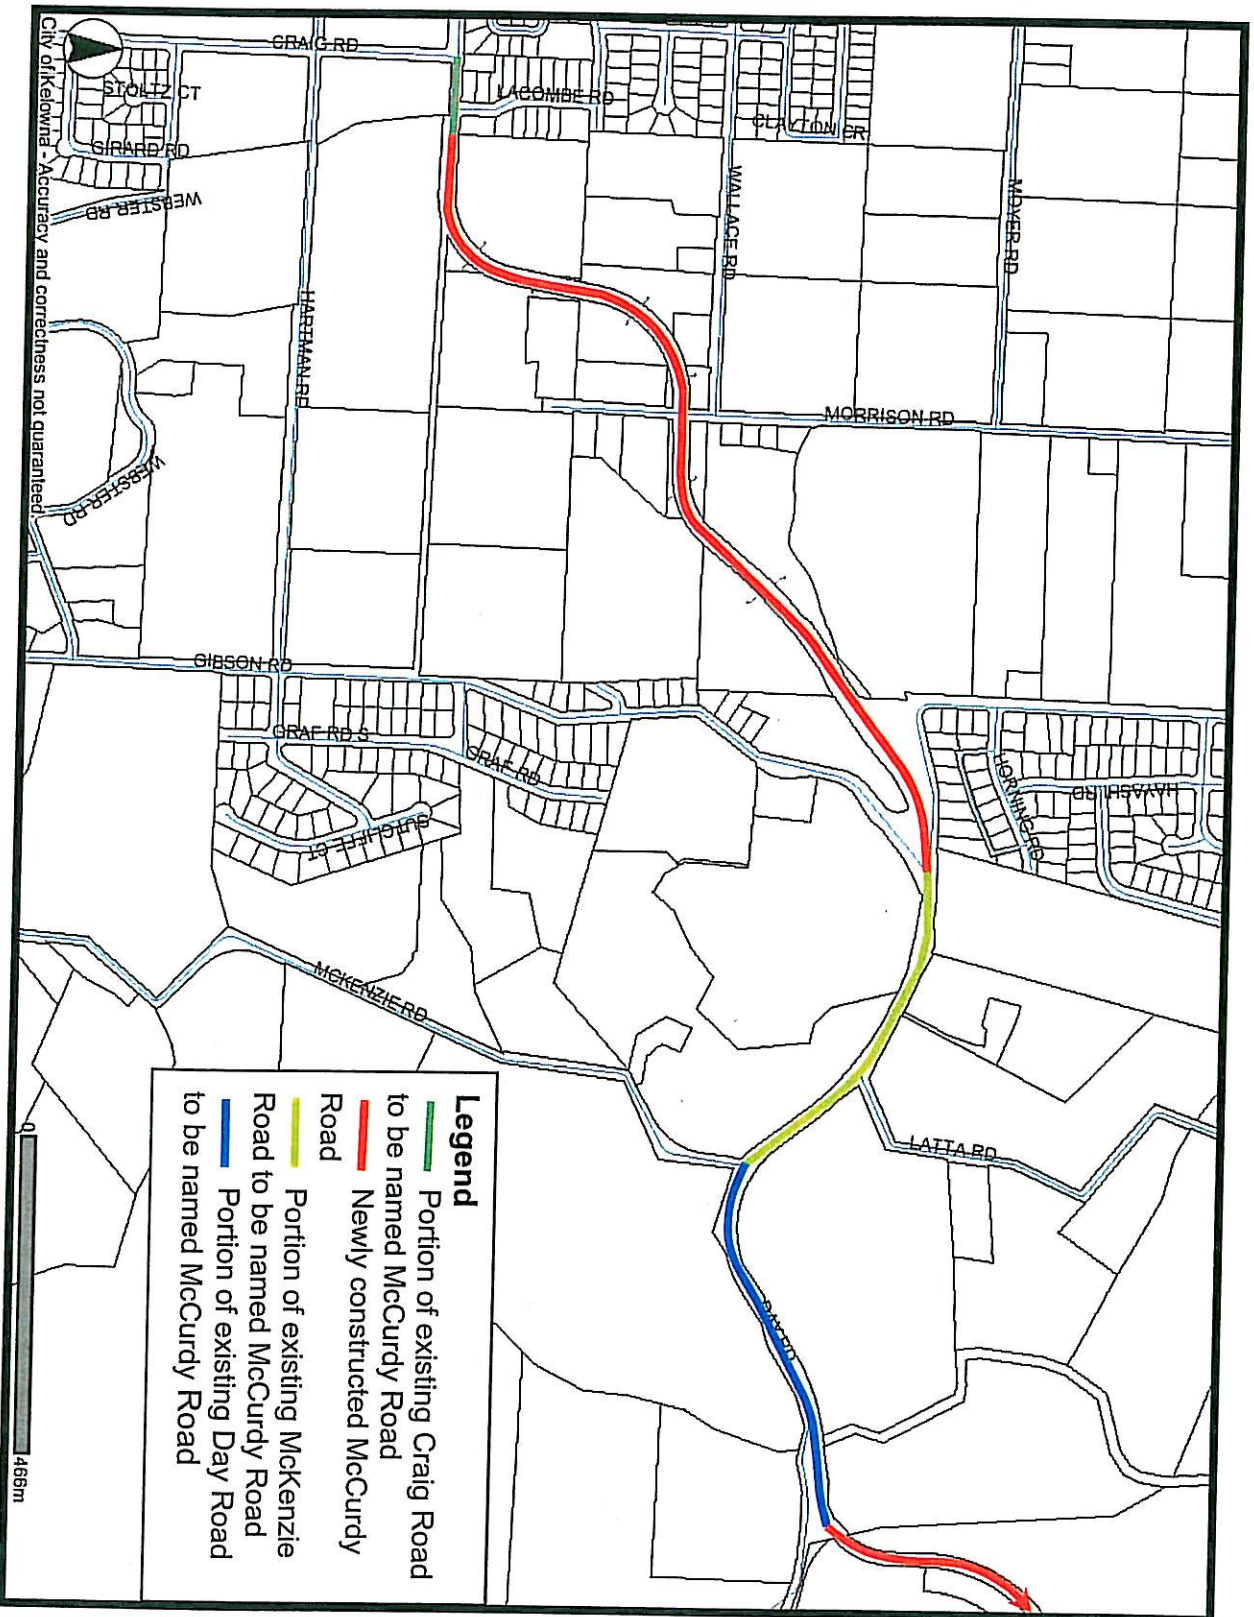 CRAIG RD
STOLTZ CT
GIRARD RD
WEBSTER RD
LACOMBE RD
CLAYTON CR
WALLACE RD
MOYER RD
HARTMAN RD
MORRISON RD
WEBSTER RD
GIBSON RD
GRAF RD S
GRAF RD
SUTCLIFFE CT
HORNING RD
HAYASHI RD
MCKENZIE RD
LATTA RD
DAY RD
Legend
Portion of existing Craig Road
to be named McCurdy Road
Newly constructed McCurdy
Road
Portion of existing McKenzie
Road to be named McCurdy Road
Portion of existing Day Road
to be named McCurdy Road
0
466m
City of Kelowna - Accuracy and correctness not guaranteed.